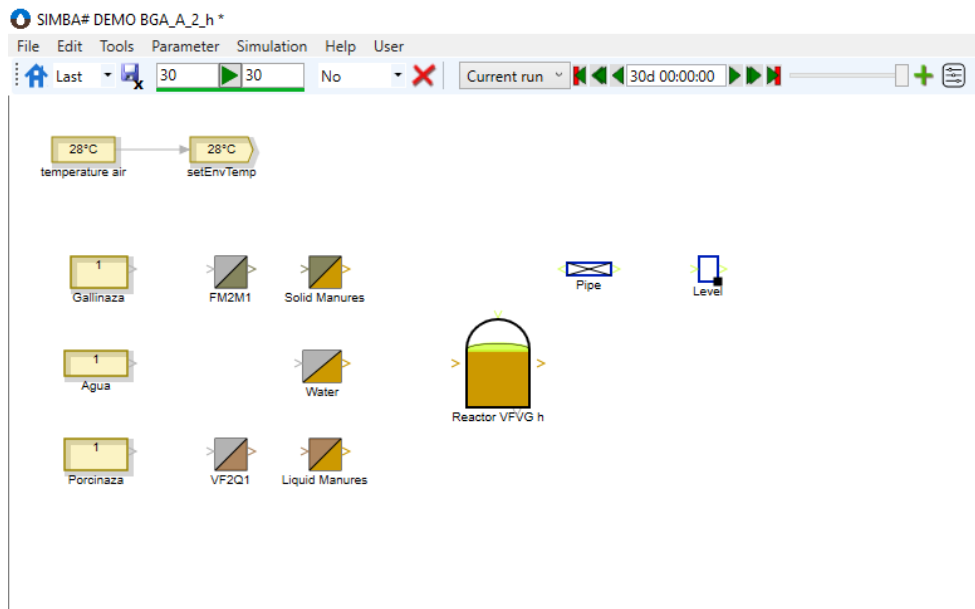 SIMBA# DEMO BGA_A_2_h *
File Edit Tools Parameter Simulation Help User
Last 30 30 No Current run 30d 00:00:00
28°C 28°C
temperature air setEnvTemp
1
Gallinaza FM2M1 Solid Manures Pipe Level
1
Agua Water
Reactor VFVG h
1
Porcinaza VF2Q1 Liquid Manures